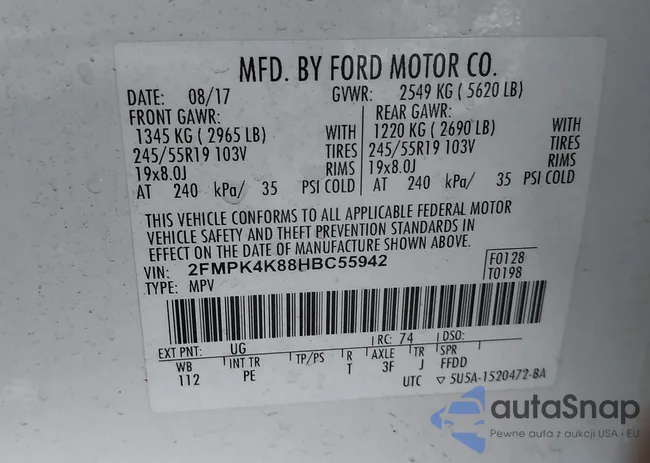 MFD. BY FORD MOTOR CO.
DATE: 08/17 GVWR: 2549 KG ( 5620 LB)
FRONT GAWR: REAR GAWR:
1345 KG ( 2965 LB) WITH 1220 KG ( 2690 LB) WITH
245/55R19 103V TIRES 245/55R19 103V TIRES
19x8.0J RIMS 19x8.0J RIMS
AT 240 kPa/ 35 PSI COLD AT 240 kPa/ 35 PSI COLD
THIS VEHICLE CONFORMS TO ALL APPLICABLE FEDERAL MOTOR
VEHICLE SAFETY AND THEFT PREVENTION STANDARDS IN
EFFECT ON THE DATE OF MANUFACTURE SHOWN ABOVE.
VIN: 2FMPK4K88HBC55942 F0128
TYPE: MPV T0198
EXT PNT: UG RC: 74 DSO:
WB INT TR TP/PS R AXLE TR SPR
112 PE T 3F J FFDD
UTC ▽ 5U5A-1520472-BA
autaSnap
Pewne auta z aukcji USA i EU